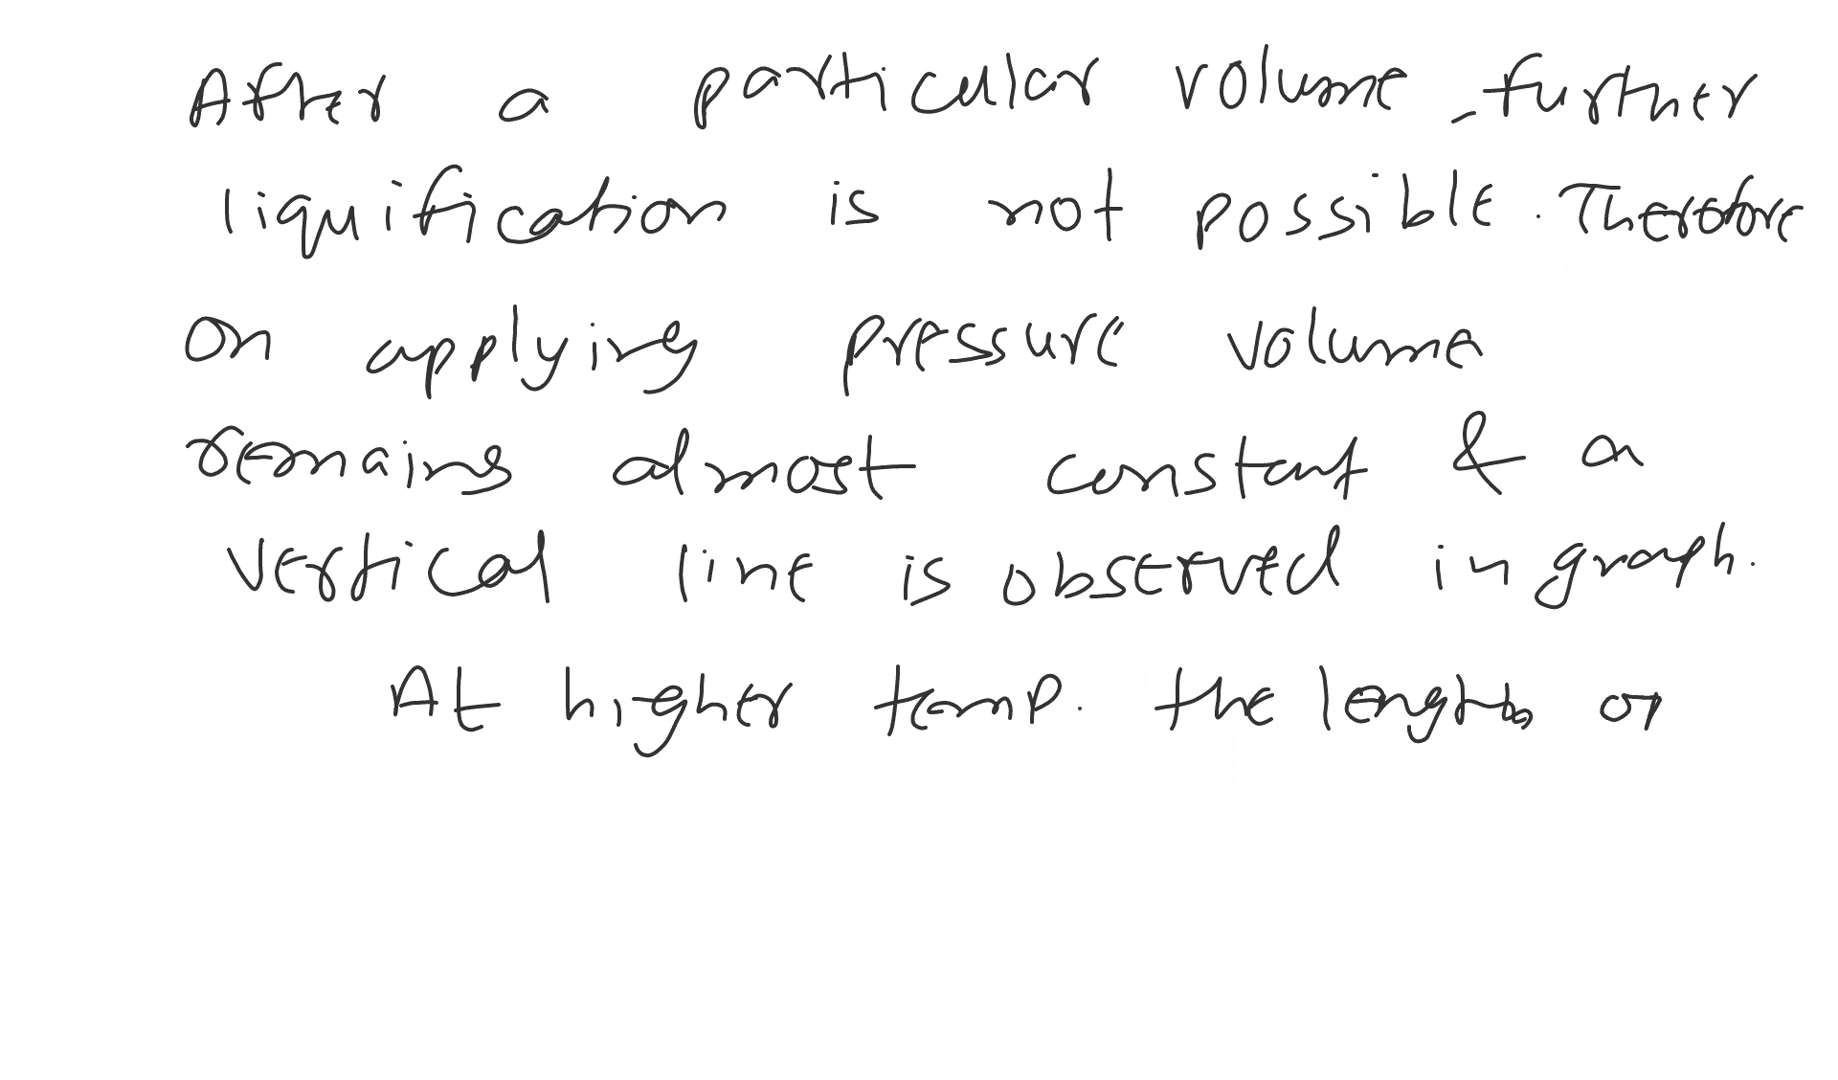 After a particular volume, further
liquification is not possible. Therefore
on applying pressure volume
remains almost constant & a
vertical line is observed in graph.
At higher temp. the length of